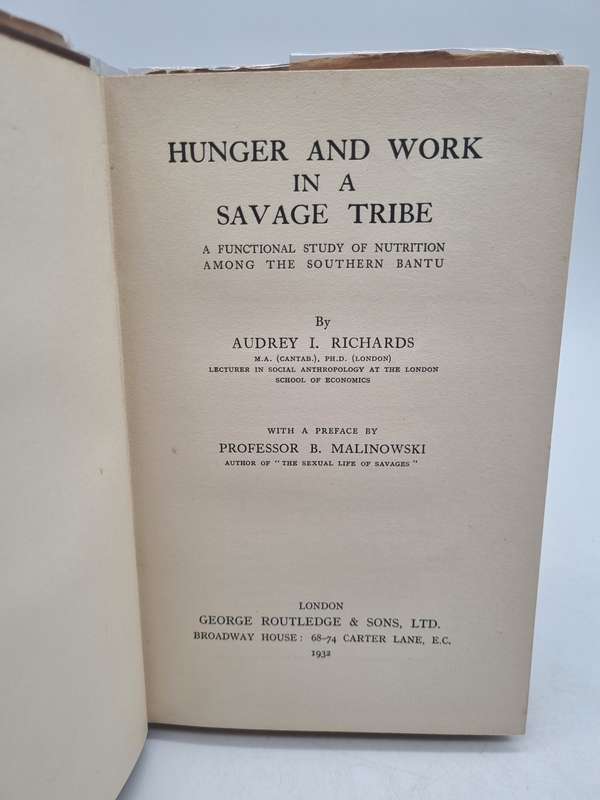 HUNGER AND WORK
IN A
SAVAGE TRIBE
A FUNCTIONAL STUDY OF NUTRITION
AMONG THE SOUTHERN BANTU
By
AUDREY I. RICHARDS
M.A. (CANTAB.), PH.D. (LONDON)
LECTURER IN SOCIAL ANTHROPOLOGY AT THE LONDON
SCHOOL OF ECONOMICS
WITH A PREFACE BY
PROFESSOR B. MALINOWSKI
AUTHOR OF "THE SEXUAL LIFE OF SAVAGES"
LONDON
GEORGE ROUTLEDGE & SONS, LTD.
BROADWAY HOUSE: 68-74 CARTER LANE, E.C.
1932